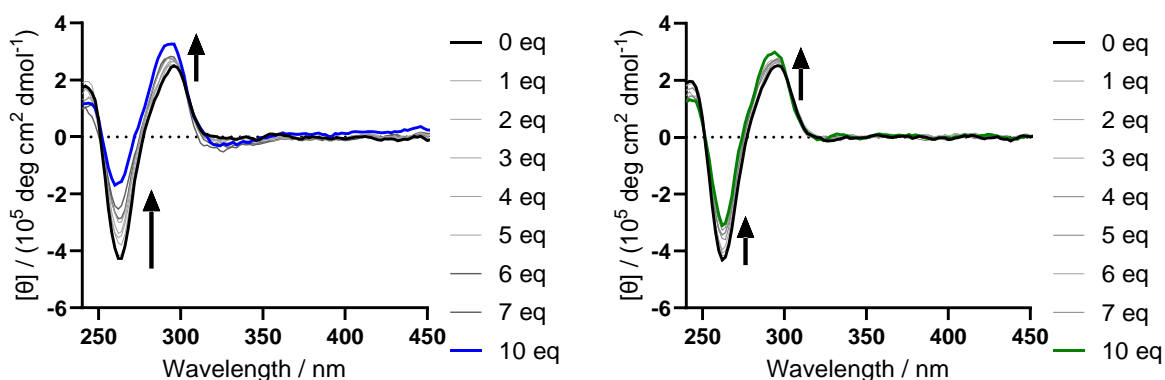 4
2
0
-2
-4
-6
[θ] / (10⁵ deg cm² dmol⁻¹)
250 300 350 400 450
Wavelength / nm
0 eq
1 eq
2 eq
3 eq
4 eq
5 eq
6 eq
7 eq
10 eq
4
2
0
-2
-4
-6
[θ] / (10⁵ deg cm² dmol⁻¹)
250 300 350 400 450
Wavelength / nm
0 eq
1 eq
2 eq
3 eq
4 eq
5 eq
6 eq
7 eq
10 eq